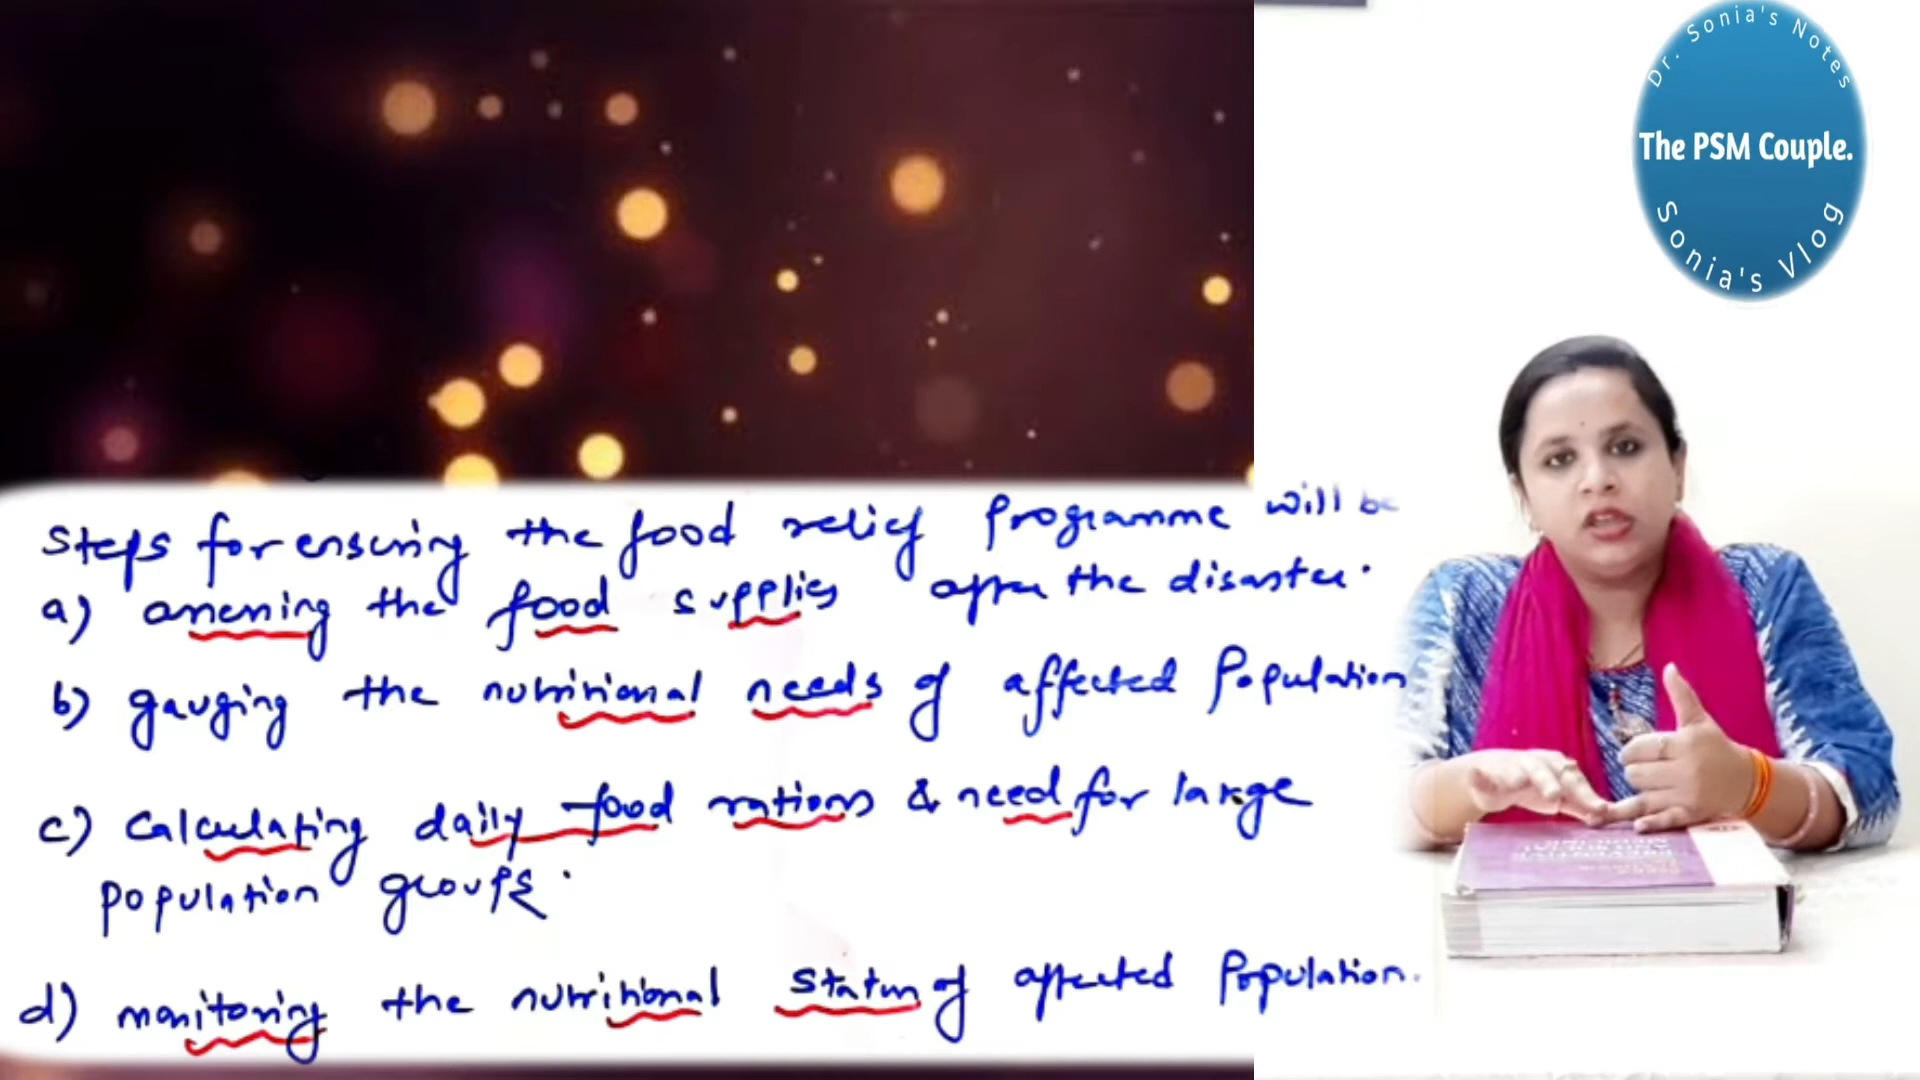 Dr. Sonia's Notes
The PSM Couple.
Sonia's Vlog
Steps for ensuring the food relief Programme will be
a) assessing the food supplies after the disaster.
b) gauging the nutritional needs of affected Population
c) Calculating daily food rations & need for large
population groups.
d) monitoring the nutritional status of affected Population.